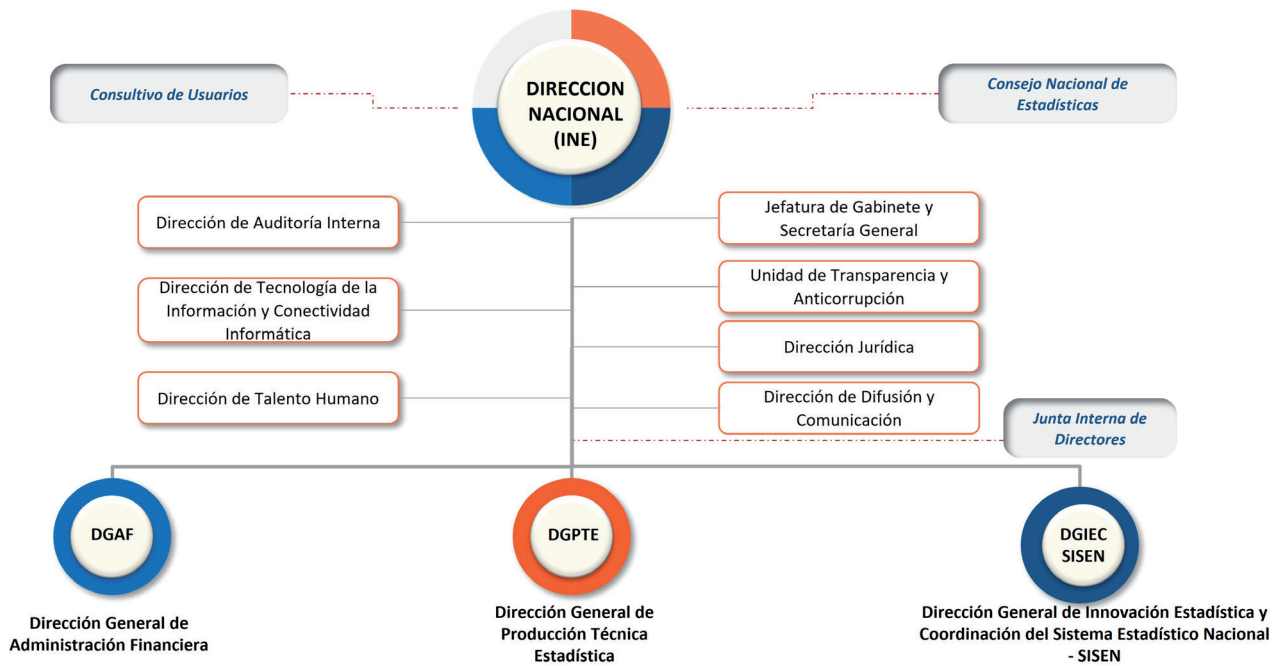 Consultivo de Usuarios
DIRECCION
NACIONAL
(INE)
Consejo Nacional de
Estadísticas
Dirección de Auditoría Interna
Jefatura de Gabinete y
Secretaría General
Dirección de Tecnología de la
Información y Conectividad
Informática
Unidad de Transparencia y
Anticorrupción
Dirección Jurídica
Dirección de Talento Humano
Dirección de Difusión y
Comunicación
Junta Interna de
Directores
DGAF
DGPTE
DGIEC
SISEN
Dirección General de
Administración Financiera
Dirección General de
Producción Técnica
Estadística
Dirección General de Innovación Estadística y
Coordinación del Sistema Estadístico Nacional
- SISEN